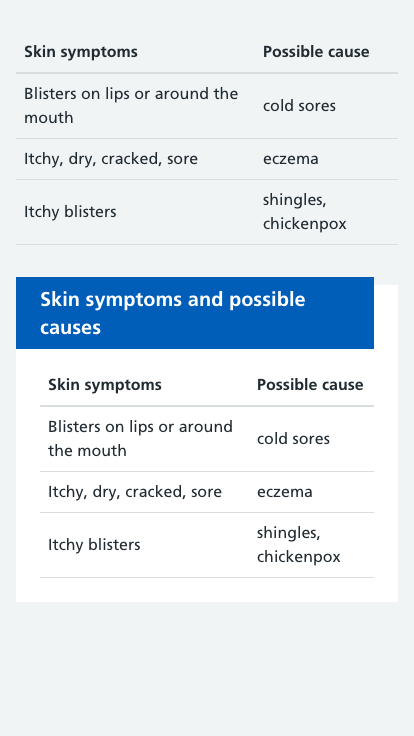 Skin symptoms Possible cause
Blisters on lips or around the
mouth
cold sores
Itchy, dry, cracked, sore eczema
Itchy blisters
shingles,
chickenpox
Skin symptoms and possible
causes
Skin symptoms Possible cause
Blisters on lips or around
the mouth
cold sores
Itchy, dry, cracked, sore eczema
Itchy blisters
shingles,
chickenpox